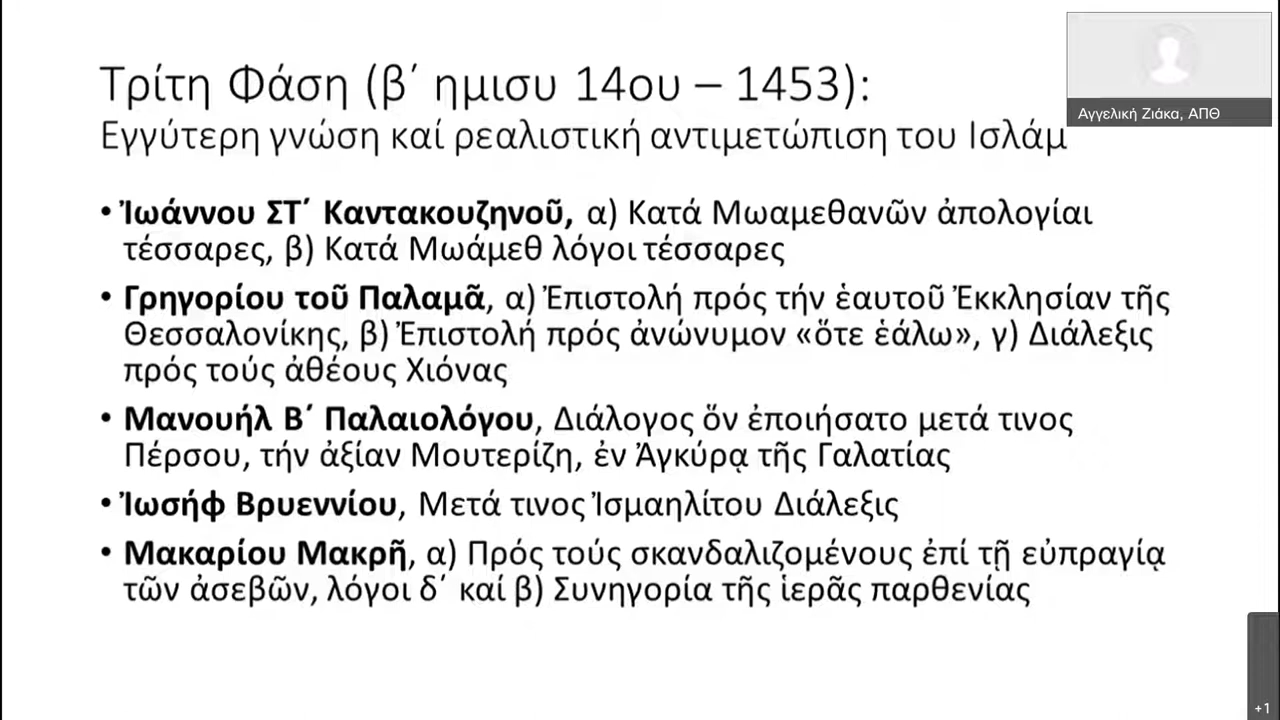 Τρίτη Φάση (β΄ ημισυ 14ου – 1453):
Εγγύτερη γνώση καί ρεαλιστική αντιμετώπιση του Ισλάμ
Αγγελική Ζιάκα, ΑΠΘ
• Ἰωάννου ΣΤ΄ Καντακουζηνοῦ, α) Κατά Μωαμεθανῶν ἀπολογίαι
τέσσαρες, β) Κατά Μωάμεθ λόγοι τέσσαρες
• Γρηγορίου τοῦ Παλαμᾶ, α) Ἐπιστολή πρός τήν ἑαυτοῦ Ἐκκλησίαν τῆς
Θεσσαλονίκης, β) Ἐπιστολή πρός ἀνώνυμον «ὅτε ἑάλω», γ) Διάλεξις
πρός τούς ἀθέους Χιόνας
• Μανουήλ Β΄ Παλαιολόγου, Διάλογος ὅν ἐποιήσατο μετά τινος
Πέρσου, τήν ἀξίαν Μουτερίζη, ἐν Ἀγκύρᾳ τῆς Γαλατίας
• Ἰωσήφ Βρυεννίου, Μετά τινος Ἰσμαηλίτου Διάλεξις
• Μακαρίου Μακρῆ, α) Πρός τούς σκανδαλιζομένους ἐπί τῇ εὐπραγίᾳ
τῶν ἀσεβῶν, λόγοι δ΄ καί β) Συνηγορία τῆς ἱερᾶς παρθενίας
+1